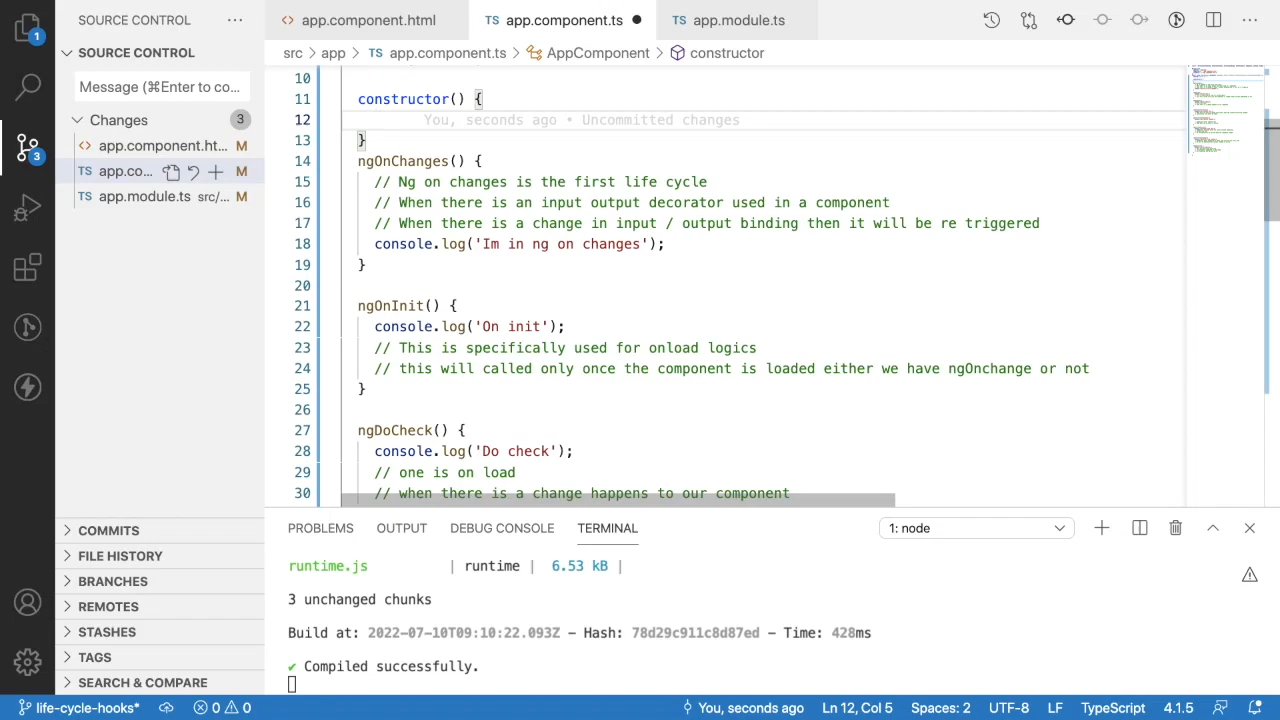 SOURCE CONTROL ···
app.component.html
TS app.component.ts ●
TS app.module.ts
src > app > TS app.component.ts > AppComponent > constructor
1
SOURCE CONTROL
Message (⌘Enter to co...
Changes 3
app.component.ht... M
TS app.co... M
TS app.module.ts src/... M
3
COMMITS
FILE HISTORY
BRANCHES
REMOTES
STASHES
TAGS
SEARCH & COMPARE
10
11 constructor() {
12 You, seconds ago • Uncommitted changes
13 }
14 ngOnChanges() {
15 // Ng on changes is the first life cycle
16 // When there is an input output decorator used in a component
17 // When there is a change in input / output binding then it will be re triggered
18 console.log('Im in ng on changes');
19 }
20
21 ngOnInit() {
22 console.log('On init');
23 // This is specifically used for onload logics
24 // this will called only once the component is loaded either we have ngOnchange or not
25 }
26
27 ngDoCheck() {
28 console.log('Do check');
29 // one is on load
30 // when there is a change happens to our component
PROBLEMS OUTPUT DEBUG CONSOLE TERMINAL 1: node
runtime.js | runtime | 6.53 kB |
3 unchanged chunks
Build at: 2022-07-10T09:10:22.093Z - Hash: 78d29c911c8d87ed - Time: 428ms
✔ Compiled successfully.
life-cycle-hooks* 0 0 You, seconds ago Ln 12, Col 5 Spaces: 2 UTF-8 LF TypeScript 4.1.5